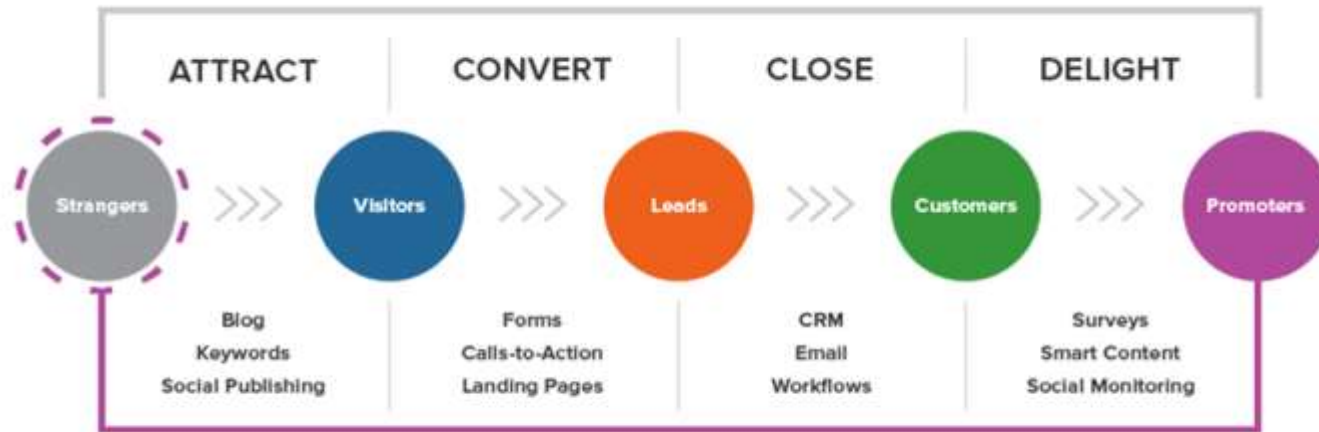 ATTRACT
CONVERT
CLOSE
DELIGHT
Strangers
Visitors
Leads
Customers
Promoters
Blog
Keywords
Social Publishing
Forms
Calls-to-Action
Landing Pages
CRM
Email
Workflows
Surveys
Smart Content
Social Monitoring